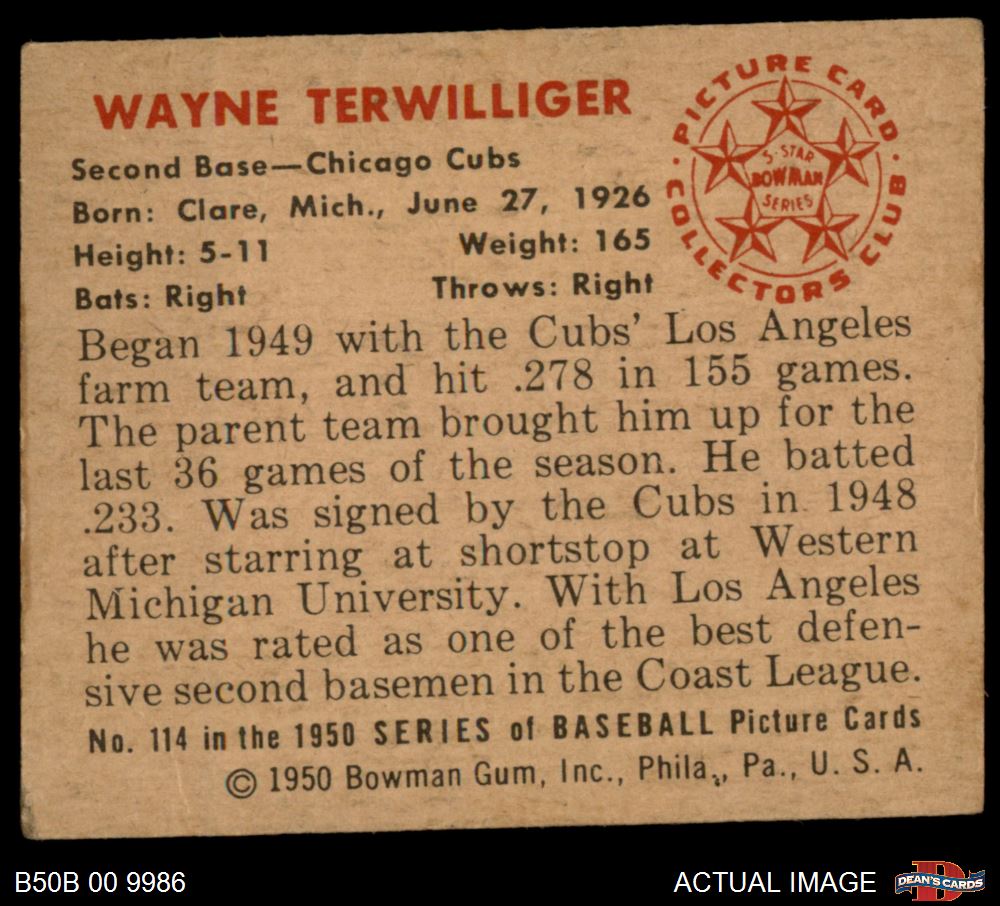 WAYNE TERWILLIGER
Second Base—Chicago Cubs
Born: Clare, Mich., June 27, 1926
Height: 5-11 Weight: 165
Bats: Right Throws: Right
PICTURE CARD
COLLECTORS CLUB
5-STAR
BOWMAN
SERIES
Began 1949 with the Cubs' Los Angeles
farm team, and hit .278 in 155 games.
The parent team brought him up for the
last 36 games of the season. He batted
.233. Was signed by the Cubs in 1948
after starring at shortstop at Western
Michigan University. With Los Angeles
he was rated as one of the best defen-
sive second basemen in the Coast League.
No. 114 in the 1950 SERIES of BASEBALL Picture Cards
© 1950 Bowman Gum, Inc., Phila., Pa., U. S. A.
B50B 00 9986
ACTUAL IMAGE
D
DEAN'S CARDS